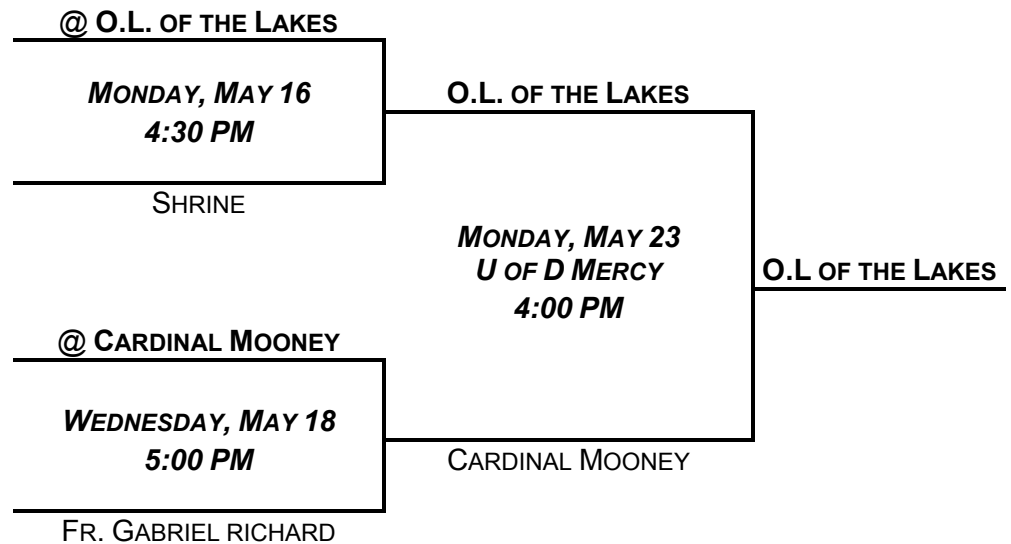 @ O.L. OF THE LAKES
MONDAY, MAY 16
4:30 PM
SHRINE
O.L. OF THE LAKES
MONDAY, MAY 23
U OF D MERCY
4:00 PM
O.L OF THE LAKES
@ CARDINAL MOONEY
WEDNESDAY, MAY 18
5:00 PM
CARDINAL MOONEY
FR. GABRIEL RICHARD